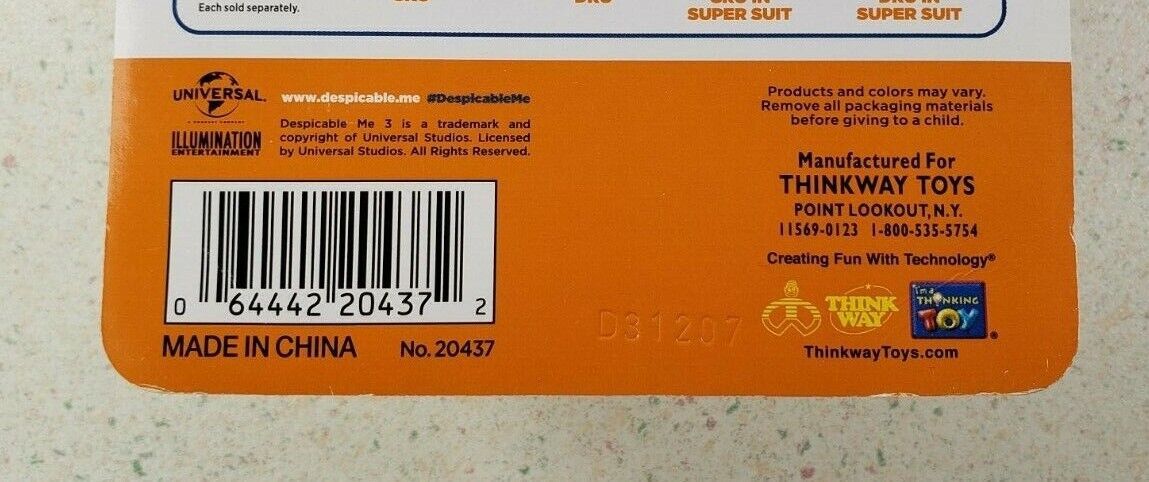 Each sold separately.
SUPER SUIT
SUPER SUIT
UNIVERSAL
A COMCAST COMPANY
www.despicable.me #DespicableMe
ILLUMINATION
ENTERTAINMENT
Despicable Me 3 is a trademark and
copyright of Universal Studios. Licensed
by Universal Studios. All Rights Reserved.
0 64442 20437 2
MADE IN CHINA No. 20437
D81207
Products and colors may vary.
Remove all packaging materials
before giving to a child.
Manufactured For
THINKWAY TOYS
POINT LOOKOUT, N.Y.
11569-0123 1-800-535-5754
Creating Fun With Technology®
THINK
WAY
I'm a
THINKING
TOY®
ThinkwayToys.com